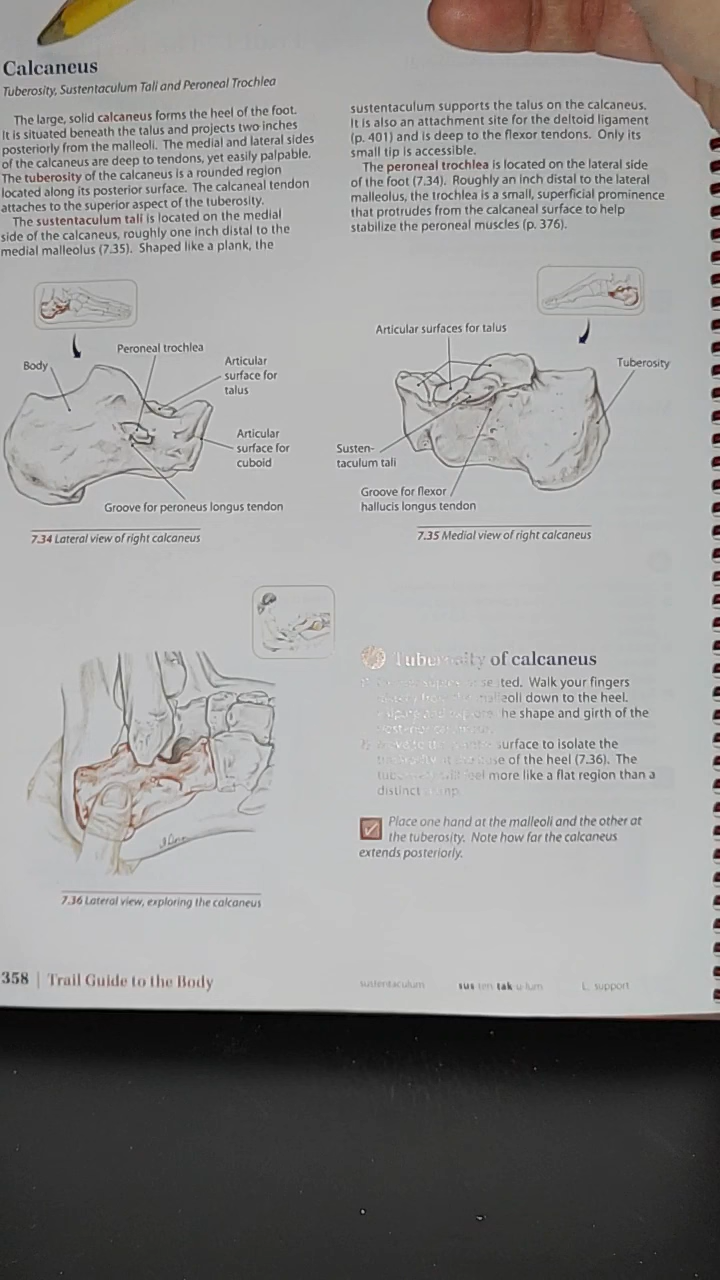 Calcaneus
Tuberosity, Sustentaculum Tali and Peroneal Trochlea
The large, solid calcaneus forms the heel of the foot.
It is situated beneath the talus and projects two inches
posteriorly from the malleoli. The medial and lateral sides
of the calcaneus are deep to tendons, yet easily palpable.
The tuberosity of the calcaneus is a rounded region
located along its posterior surface. The calcaneal tendon
attaches to the superior aspect of the tuberosity.
The sustentaculum tali is located on the medial
side of the calcaneus, roughly one inch distal to the
medial malleolus (7.35). Shaped like a plank, the
sustentaculum supports the talus on the calcaneus.
It is also an attachment site for the deltoid ligament
(p. 401) and is deep to the flexor tendons. Only its
small tip is accessible.
The peroneal trochlea is located on the lateral side
of the foot (7.34). Roughly an inch distal to the lateral
malleolus, the trochlea is a small, superficial prominence
that protrudes from the calcaneal surface to help
stabilize the peroneal muscles (p. 376).
Body
Peroneal trochlea
Articular
surface for
talus
Articular
surface for
cuboid
Groove for peroneus longus tendon
7.34 Lateral view of right calcaneus
Articular surfaces for talus
Tuberosity
Susten-
taculum tali
Groove for flexor
hallucis longus tendon
7.35 Medial view of right calcaneus
7.36 Lateral view, exploring the calcaneus
Tuberosity of calcaneus
Walk your fingers
down to the heel.
shape and girth of the
surface to isolate the
of the heel (7.36). The
more like a flat region than a
distinct
Place one hand at the malleoli and the other at
the tuberosity. Note how far the calcaneus
extends posteriorly.
358 | Trail Guide to the Body
sustentaculum sus-ten-tak-u-lum L. support